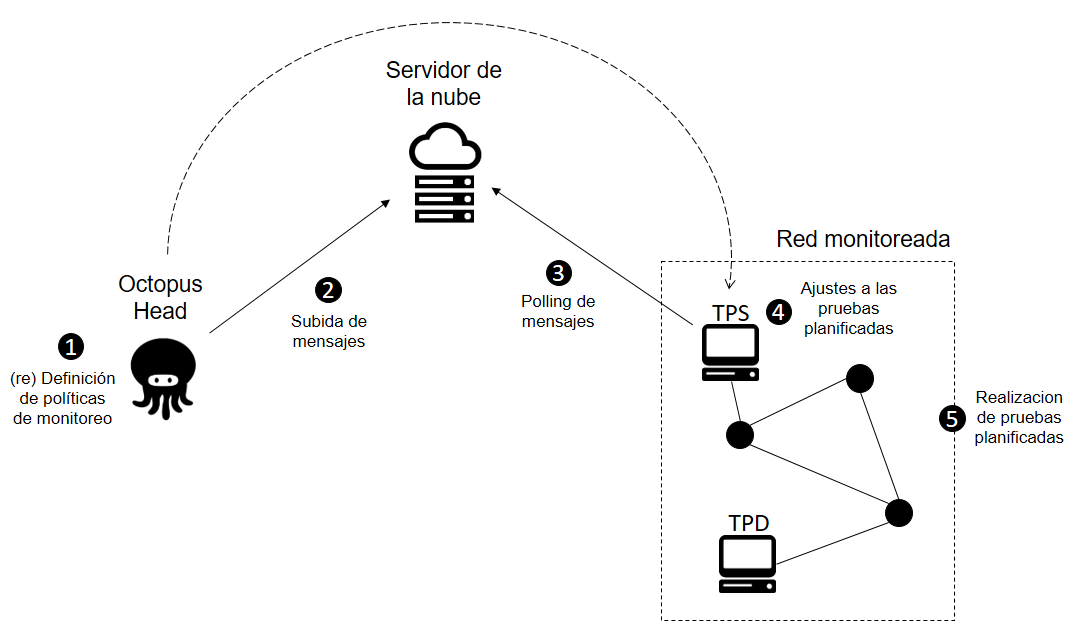 Servidor de
la nube
Red monitoreada
Octopus
Head
1
(re) Definición
de políticas
de monitoreo
2
Subida de
mensajes
3
Polling de
mensajes
TPS
4
Ajustes a las
pruebas
planificadas
5
Realizacion
de pruebas
planificadas
TPD